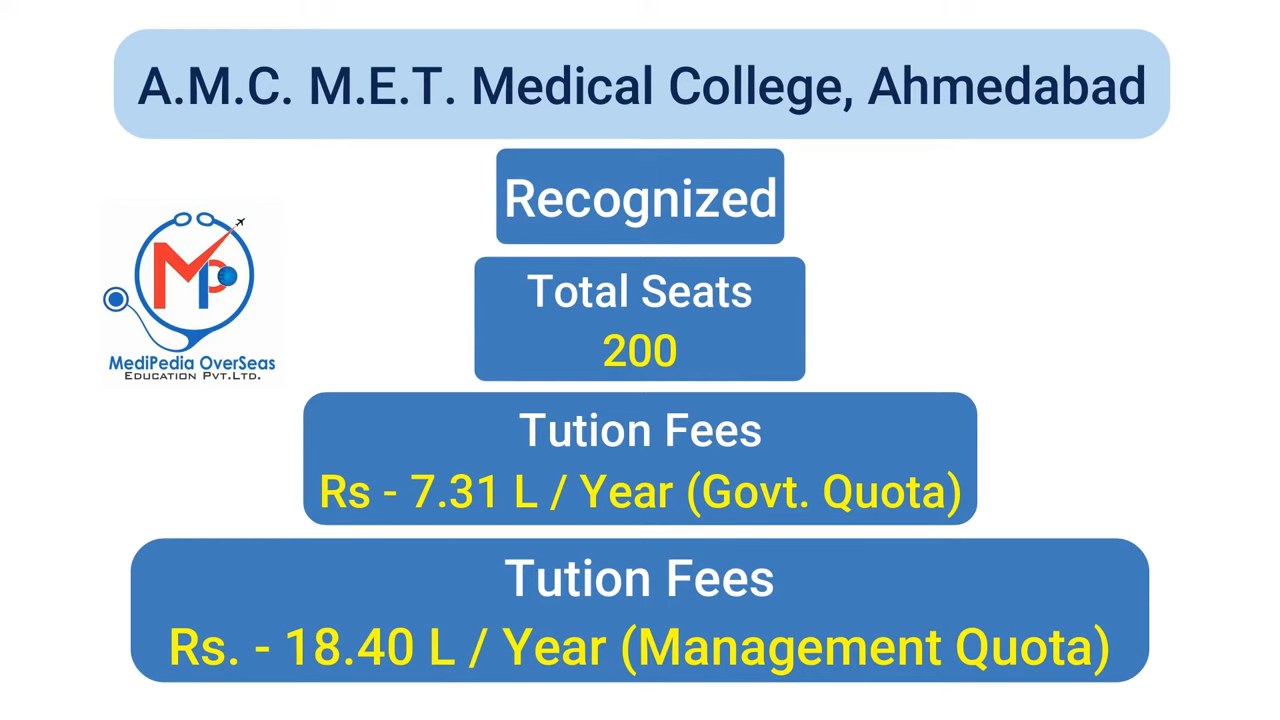 A.M.C. M.E.T. Medical College, Ahmedabad
Recognized
MP
MediPedia OverSeas
Education Pvt.Ltd.
Total Seats
200
Tution Fees
Rs - 7.31 L / Year (Govt. Quota)
Tution Fees
Rs. - 18.40 L / Year (Management Quota)